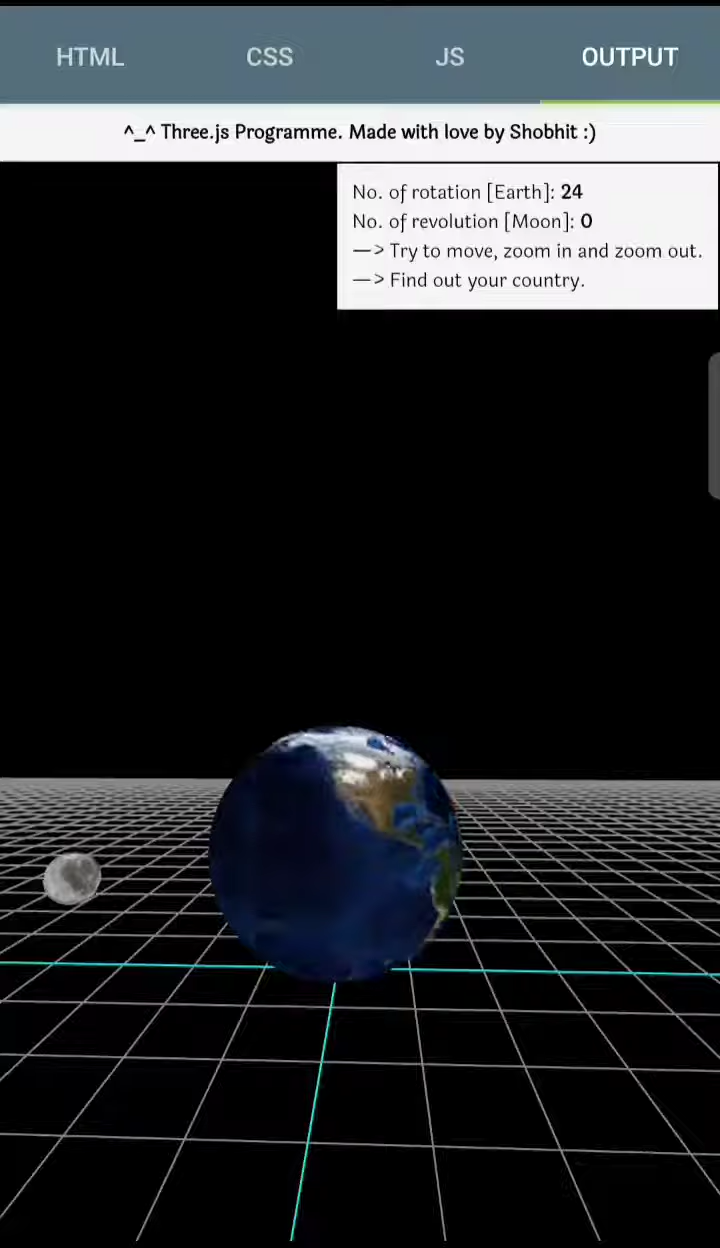 HTML CSS JS OUTPUT
^_^ Three.js Programme. Made with love by Shobhit :)
No. of rotation [Earth]: 24
No. of revolution [Moon]: 0
—> Try to move, zoom in and zoom out.
—> Find out your country.